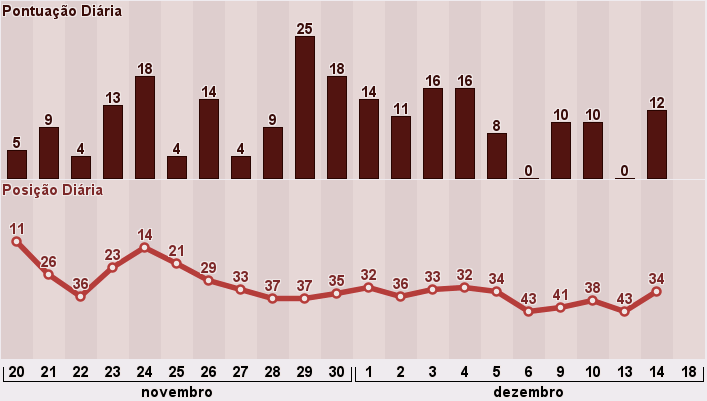 Pontuação Diária
5 9 4 13 18 4 14 4 9 25 18 14 11 16 16 8 0 10 10 0 12
Posição Diária
11 26 36 23 14 21 29 33 37 37 35 32 36 33 32 34 43 41 38 43 34
20 21 22 23 24 25 26 27 28 29 30 1 2 3 4 5 6 9 10 13 14 18
novembro dezembro